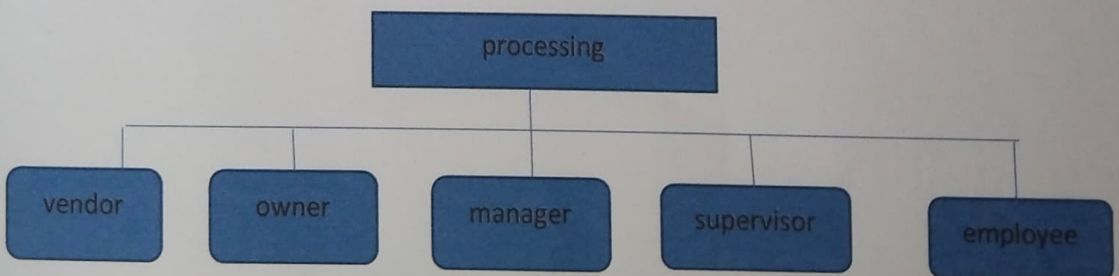 processing
vendor
owner
manager
supervisor
employee